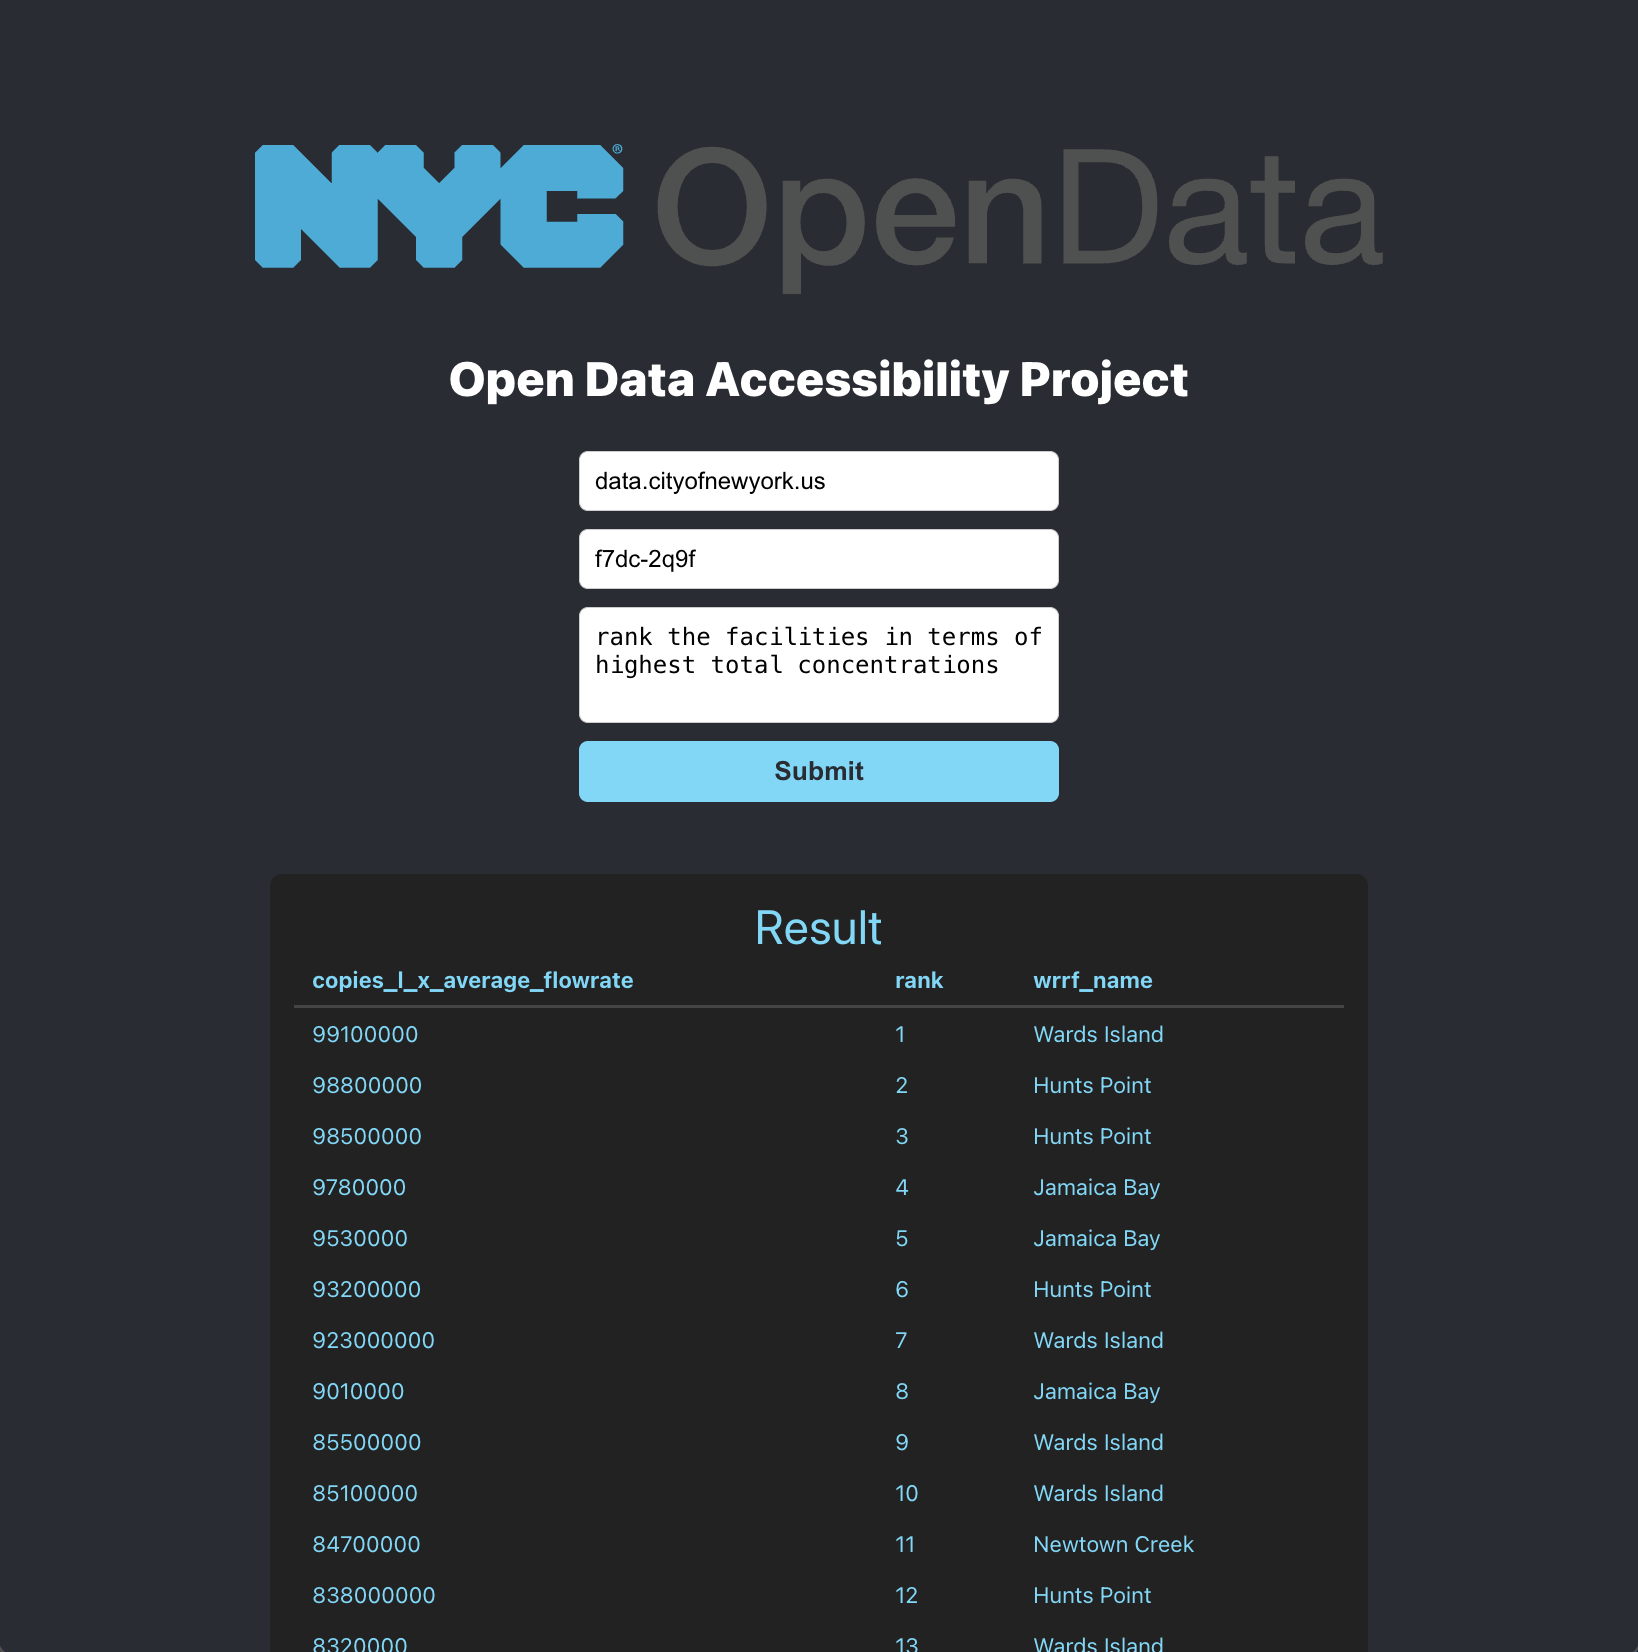 NYC® OpenData
Open Data Accessibility Project
data.cityofnewyork.us
f7dc-2q9f
rank the facilities in terms of
highest total concentrations
Submit
Result
copies_l_x_average_flowrate rank wrrf_name
99100000 1 Wards Island
98800000 2 Hunts Point
98500000 3 Hunts Point
9780000 4 Jamaica Bay
9530000 5 Jamaica Bay
93200000 6 Hunts Point
923000000 7 Wards Island
9010000 8 Jamaica Bay
85500000 9 Wards Island
85100000 10 Wards Island
84700000 11 Newtown Creek
838000000 12 Hunts Point
8320000 13 Wards Island